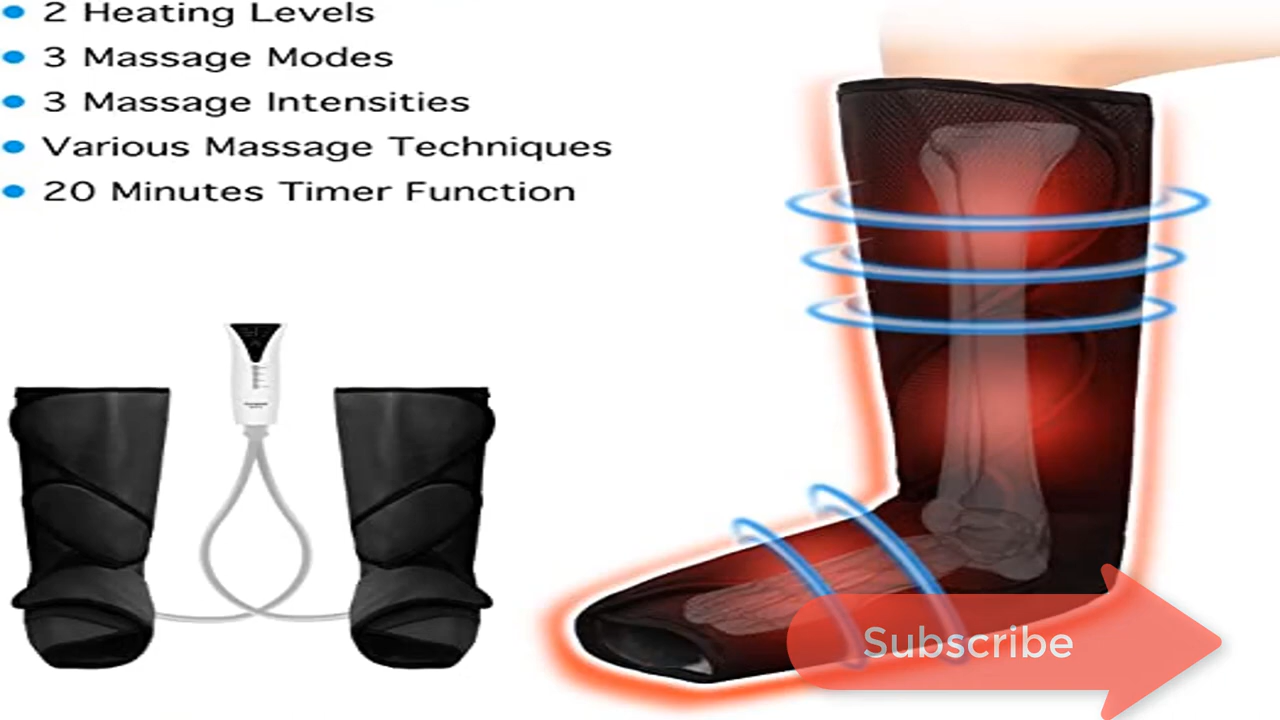 2 Heating Levels
3 Massage Modes
3 Massage Intensities
Various Massage Techniques
20 Minutes Timer Function
Subscribe